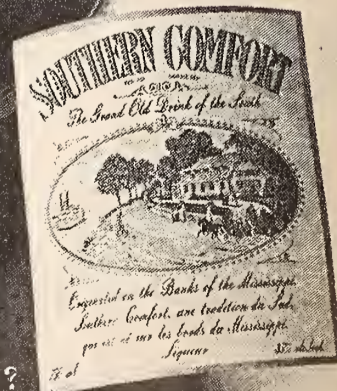 SOUTHERN COMFORT
The Grand Old Drink of the South
on the Banks of the Mississippi
Southern Comfort, une tradition du Sud,
qui est né sur les bords du Mississippi.
Liqueur
?